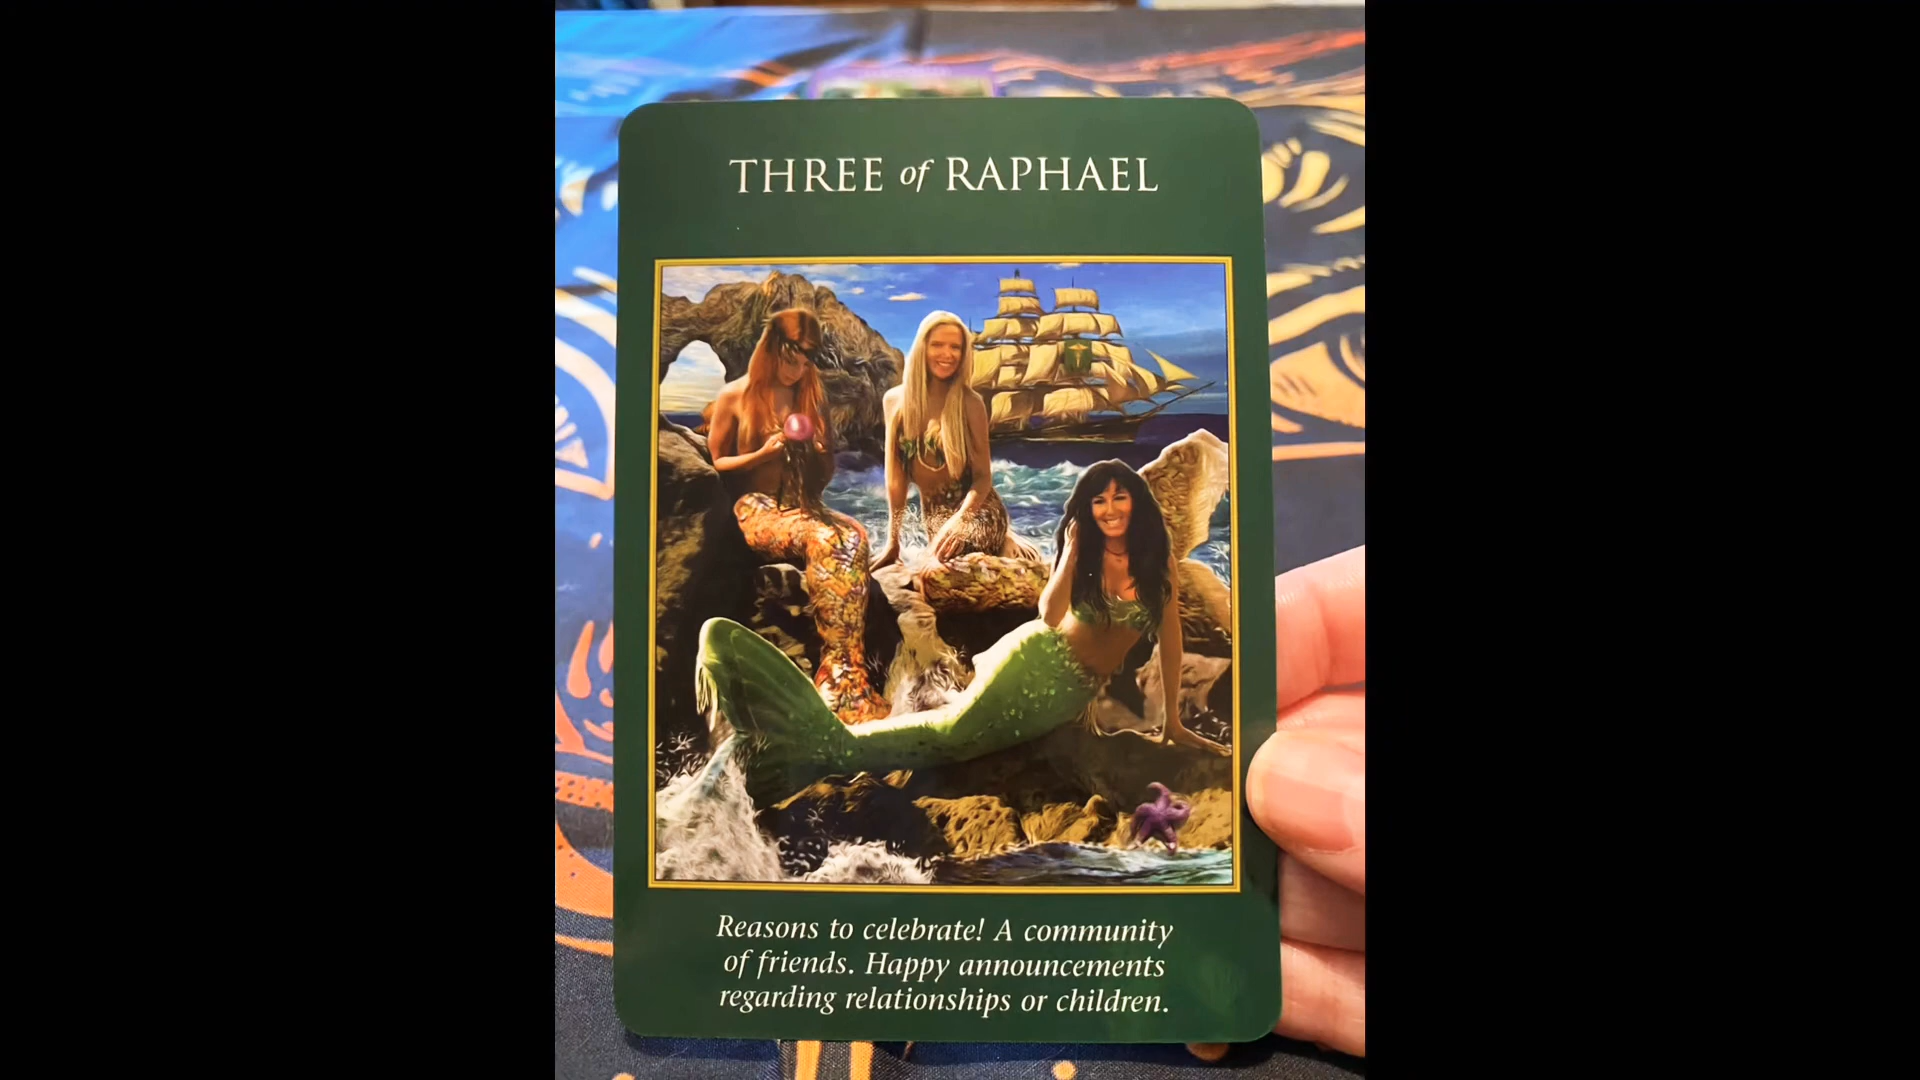 THREE of RAPHAEL
Reasons to celebrate! A community
of friends. Happy announcements
regarding relationships or children.